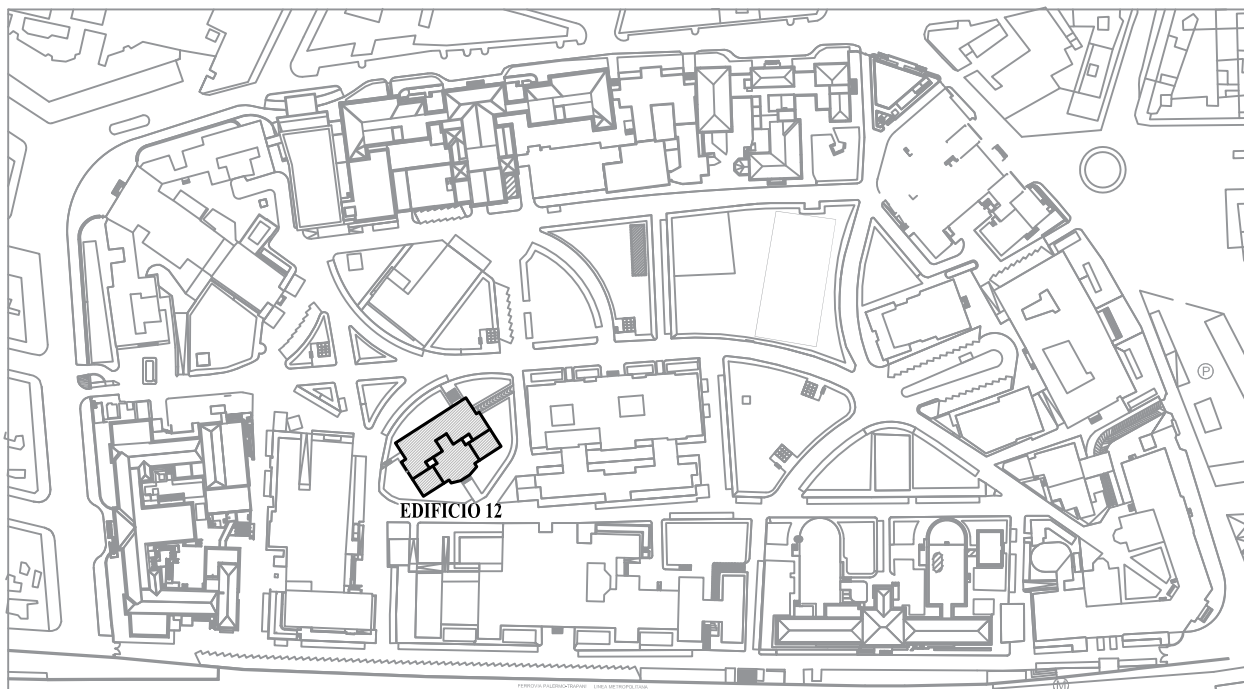 P
EDIFICIO 12
FERROVIA PALERMO-TRAPANI LINEA METROPOLITANA
(M)